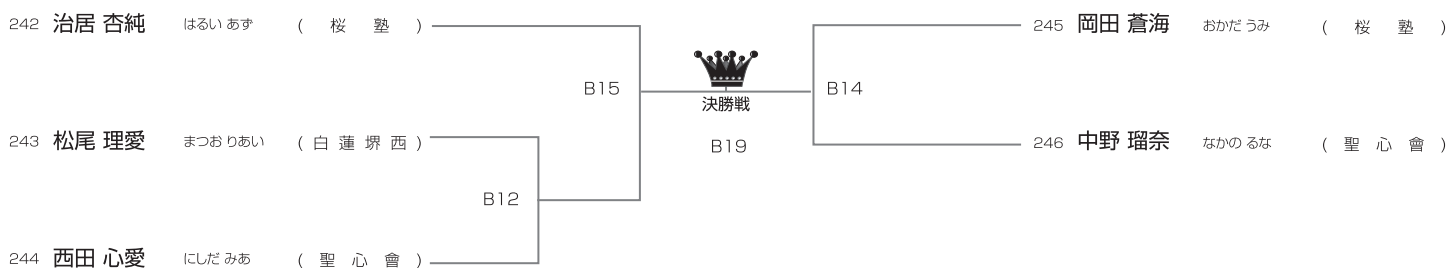 242 治居 杏純 はるい あず ( 桜 塾 )
B15
243 松尾 理愛 まつお りあい ( 白 蓮 堺 西 )
B12
244 西田 心愛 にしだ みあ ( 聖 心 會 )
決勝戦
B19
245 岡田 蒼海 おかだ うみ ( 桜 塾 )
B14
246 中野 瑠奈 なかの るな ( 聖 心 會 )